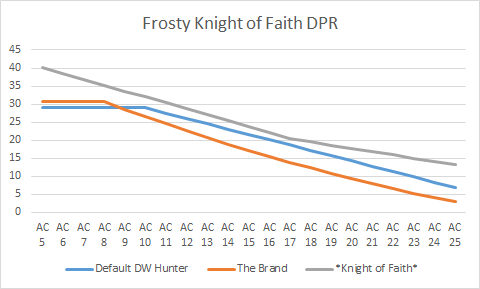 Frosty Knight of Faith DPR
45
40
35
30
25
20
15
10
5
0
AC 5
AC 6
AC 7
AC 8
AC 9
AC 10
AC 11
AC 12
AC 13
AC 14
AC 15
AC 16
AC 17
AC 18
AC 19
AC 20
AC 21
AC 22
AC 23
AC 24
AC 25
Default DW Hunter
The Brand
*Knight of Faith*